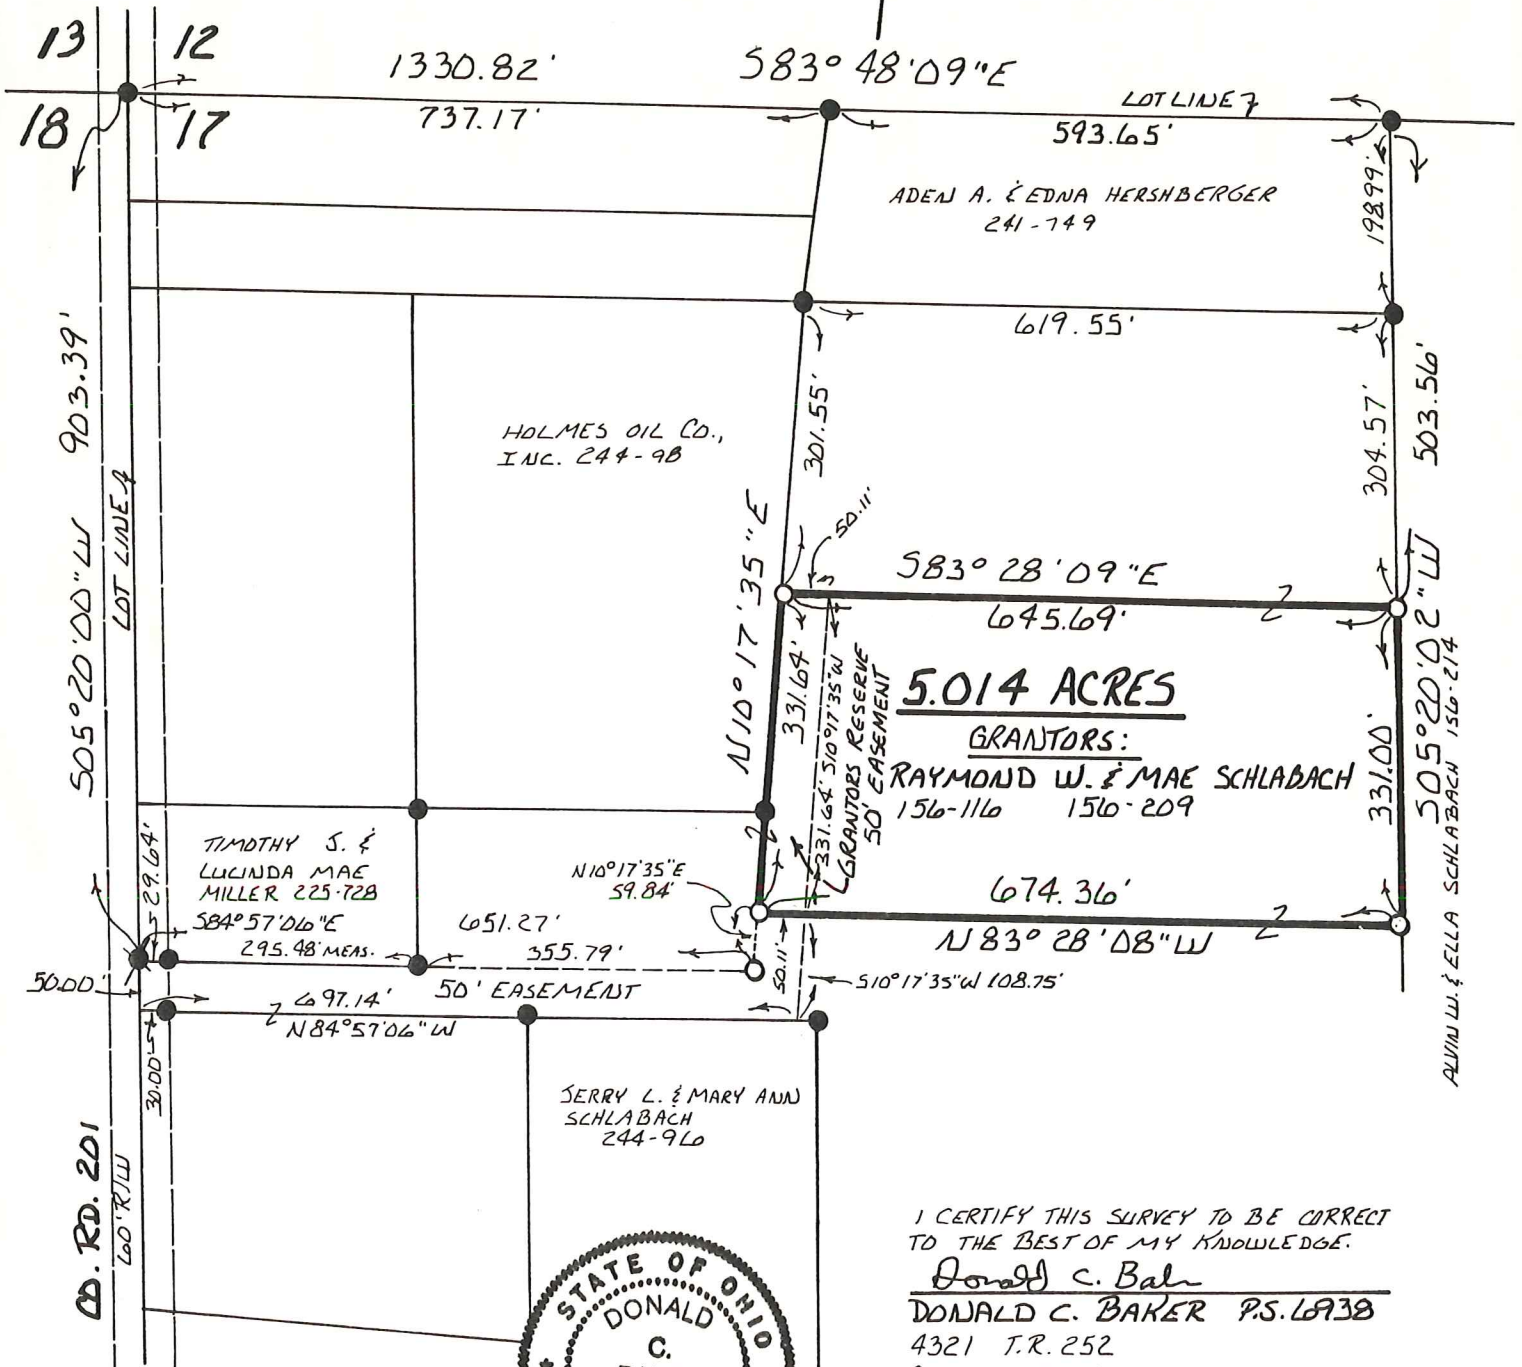 13 12
1330.82' S83° 48'09"E
18 17
737.17'
LOT LINE 7
593.65'
198.99'
ADEN A. & EDNA HERSHBERGER
241-749
619.55'
S05°20'00"W 903.39'
LOT LINE 4
HOLMES OIL CO.,
INC. 244-98
301.55'
304.57'
503.56'
50.11'
N10° 17' 35"E
S83° 28' 09"E
645.69'
331.64'
331.64' S10°17'35"W
GRANTORS RESERVE
50' EASEMENT
5.014 ACRES
GRANTORS:
RAYMOND W. & MAE SCHLABACH
156-116 156-209
331.00'
S05°20'02"W
ALVIN W. & ELLA SCHLABACH 156-214
29.64'
TIMOTHY J. &
LUCINDA MAE
MILLER 225-728
S84°57'06"E
295.48' MEAS.
651.27'
355.79'
N10°17'35"E
59.84'
674.36'
N83° 28' 08"W
50.11'
S10°17'35"W 108.75'
50.00
50' EASEMENT
697.14'
N84°57'06"W
30.00'
JERRY L. & MARY ANN
SCHLABACH
244-96
CO. RD. 201
60' R/W
I CERTIFY THIS SURVEY TO BE CORRECT
TO THE BEST OF MY KNOWLEDGE.
Donald C. Baker
DONALD C. BAKER P.S. 6938
4321 T.R. 252
STATE OF OHIO
DONALD
C.